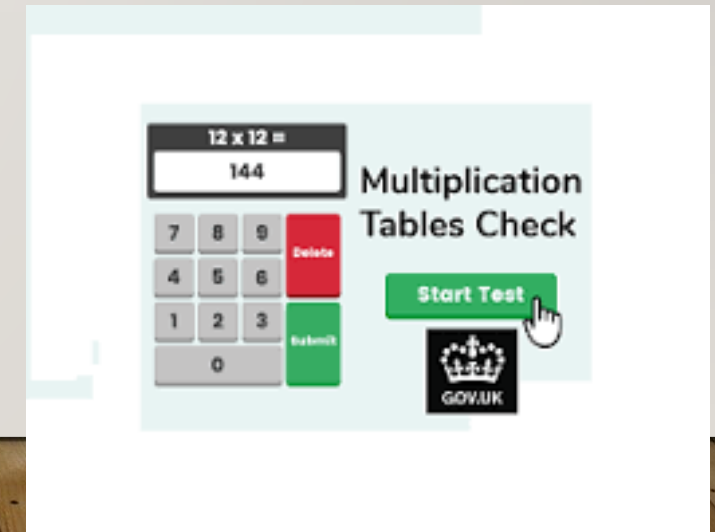 12 x 12 =
144
7 8 9
Delete
4 5 6
1 2 3
Submit
0
Multiplication
Tables Check
Start Test
GOV.UK